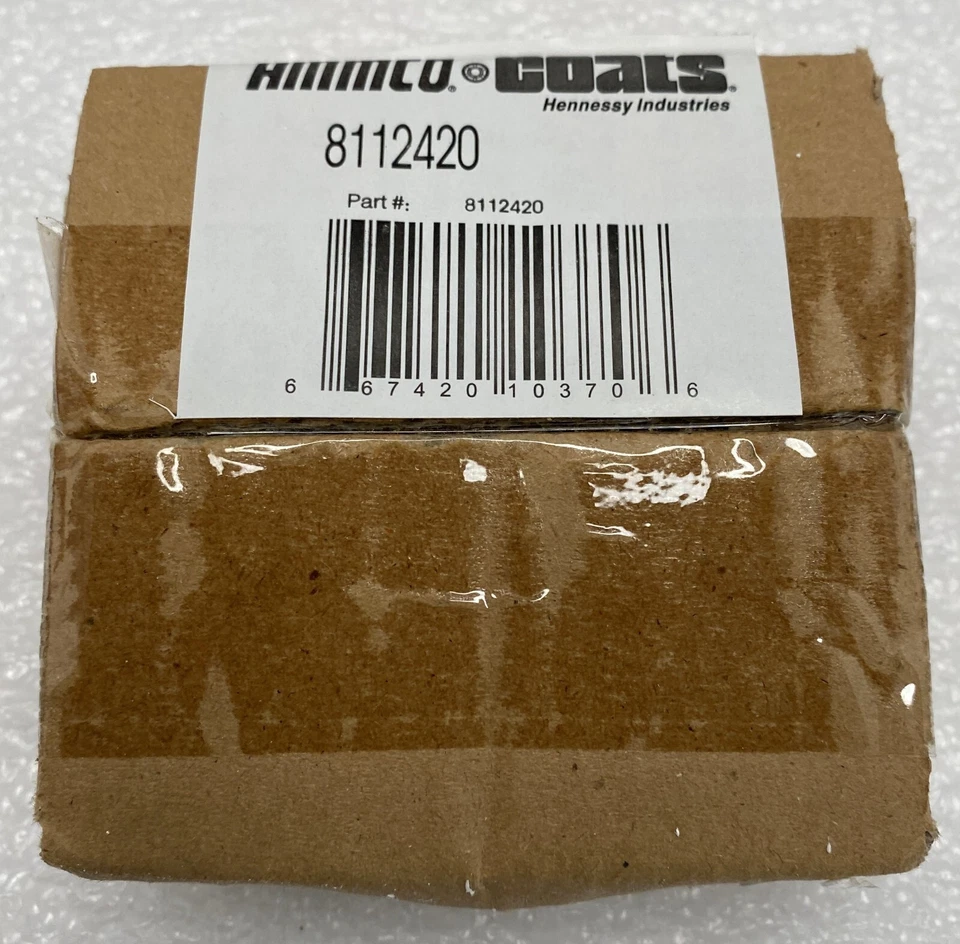 AMMCO® COATS®
Hennessy Industries
8112420
Part #: 8112420
6 67420 10370 6